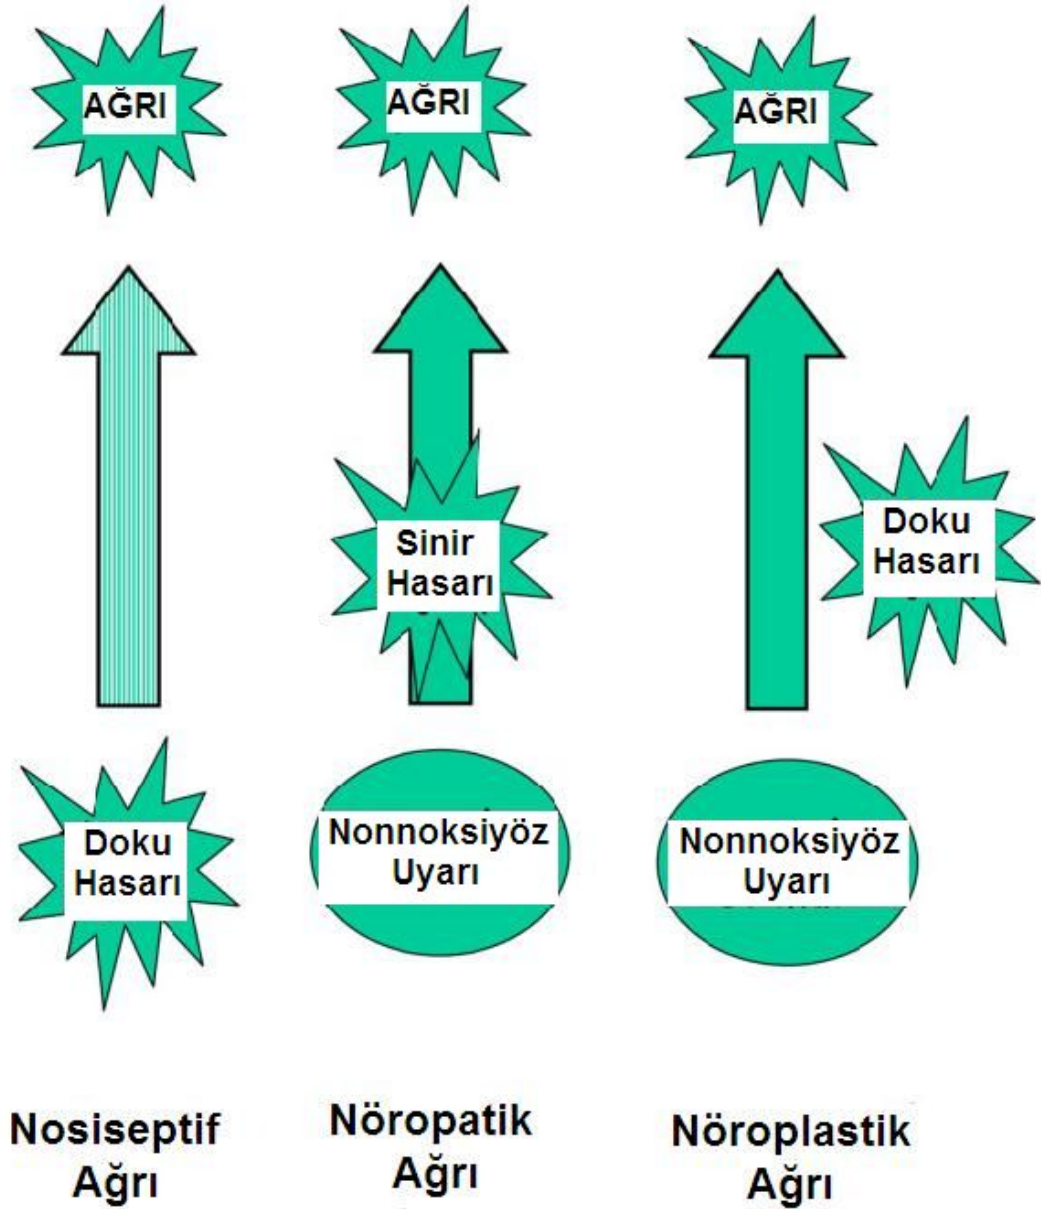 AĞRI
AĞRI
AĞRI
Sinir
Hasarı
Doku
Hasarı
Doku
Hasarı
Nonnoksiyöz
Uyarı
Nonnoksiyöz
Uyarı
Nosiseptif
Ağrı
Nöropatik
Ağrı
Nöroplastik
Ağrı